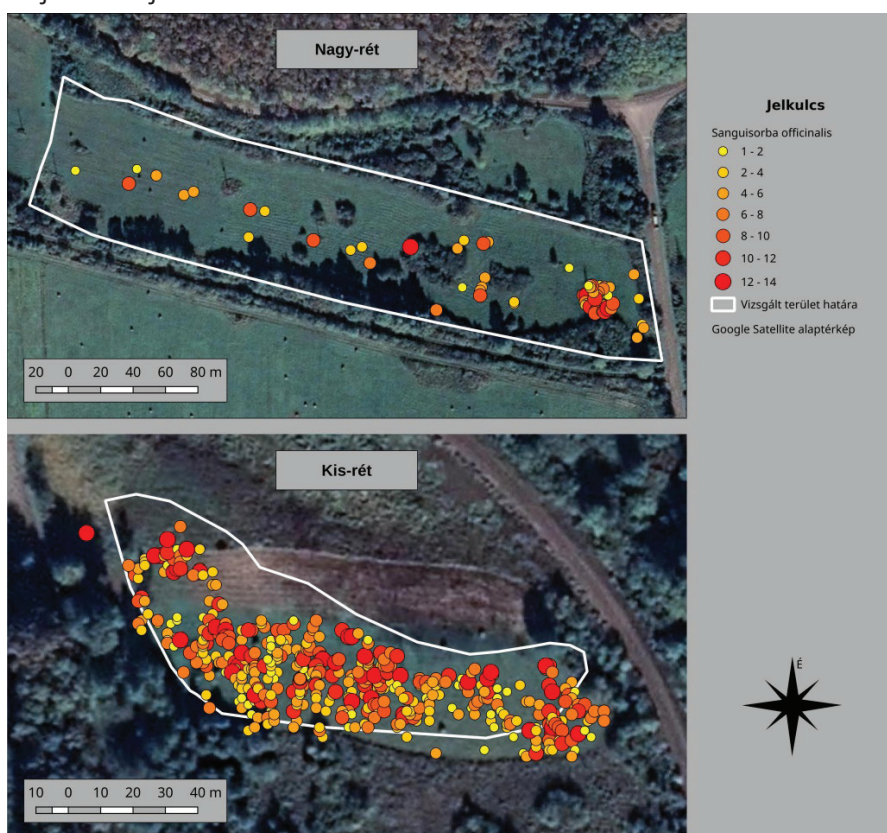 Nagy-rét
20 0 20 40 60 80 m
Kis-rét
10 0 10 20 30 40 m
Jelkulcs
Sanguisorba officinalis
1 - 2
2 - 4
4 - 6
6 - 8
8 - 10
10 - 12
12 - 14
Vizsgált terület határa
Google Satellite alaptérkép
É